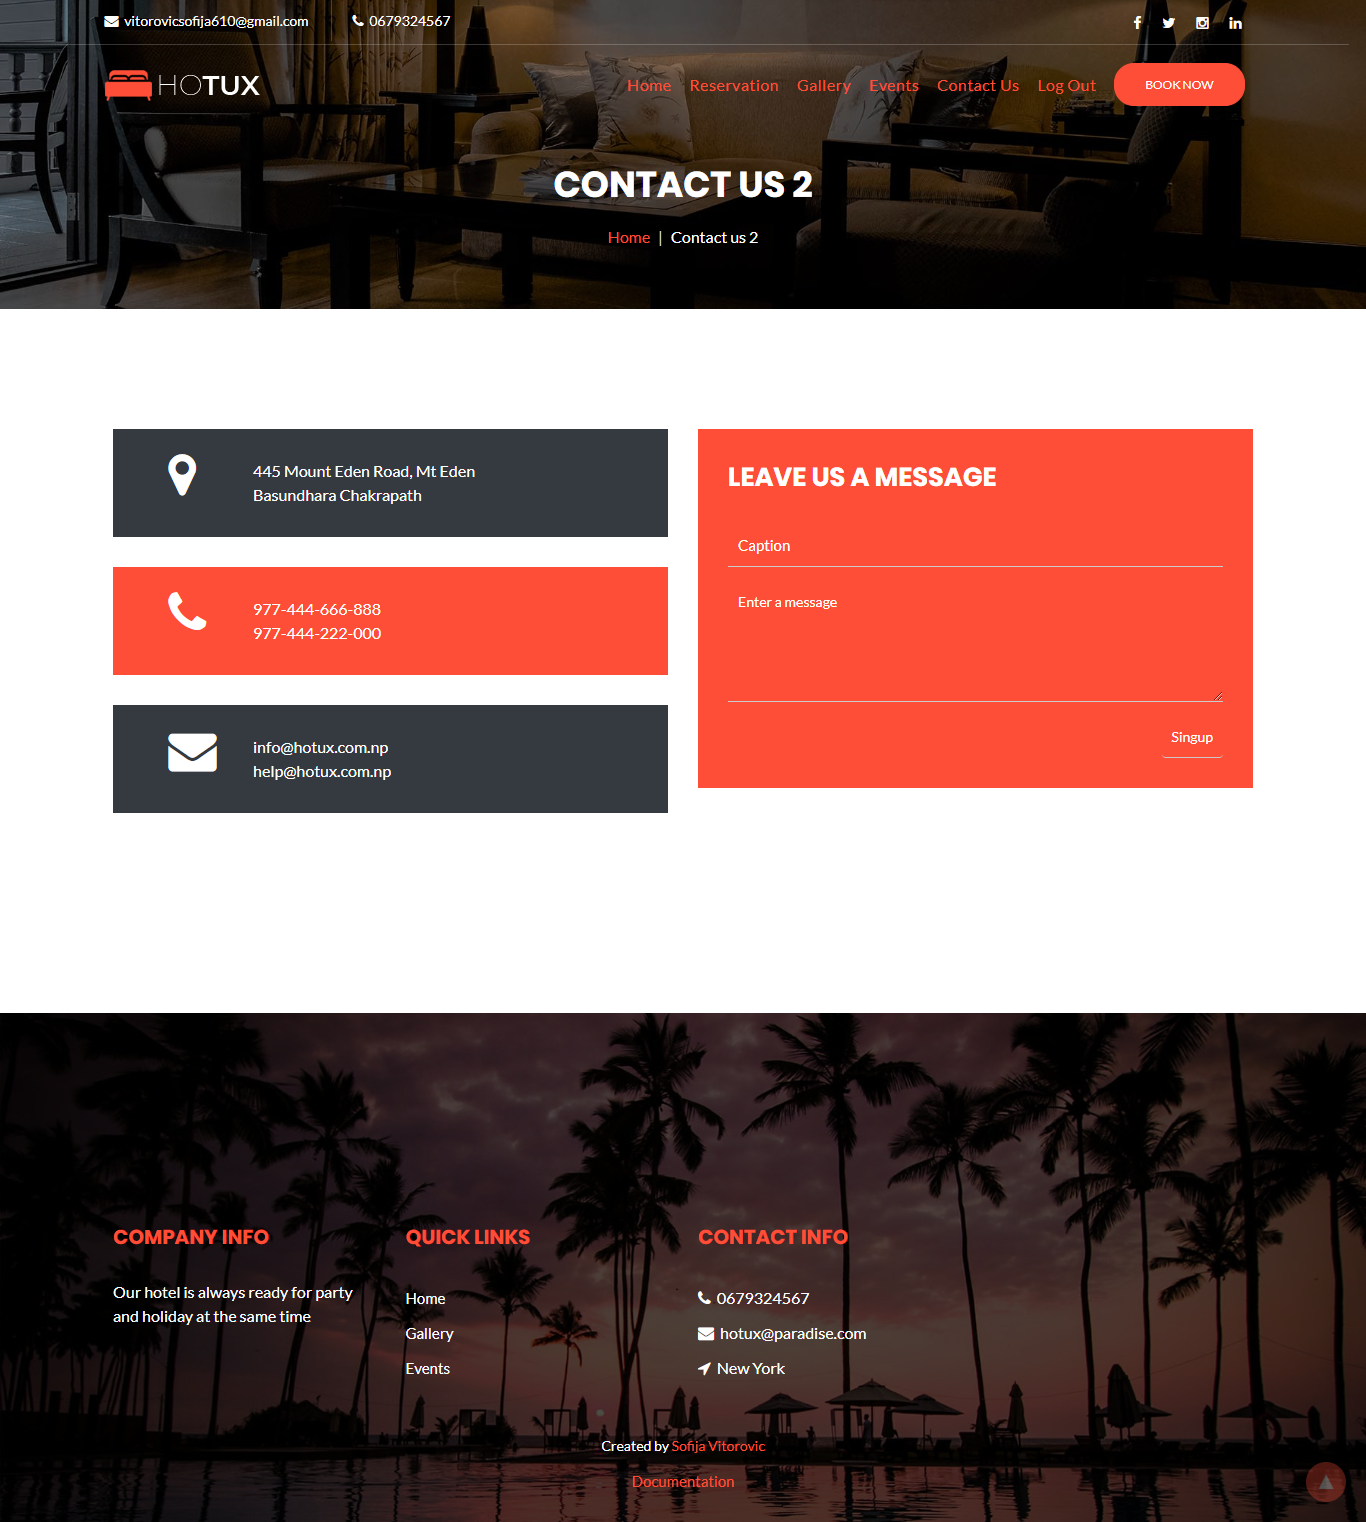 vitorovicsofija610@gmail.com
0679324567
HOTUX
Home
Reservation
Gallery
Events
Contact Us
Log Out
BOOK NOW
CONTACT US 2
Home | Contact us 2
445 Mount Eden Road, Mt Eden
Basundhara Chakrapath
977-444-666-888
977-444-222-000
info@hotux.com.np
help@hotux.com.np
LEAVE US A MESSAGE
Caption
Enter a message
Singup
COMPANY INFO
Our hotel is always ready for party
and holiday at the same time
QUICK LINKS
Home
Gallery
Events
CONTACT INFO
0679324567
hotux@paradise.com
New York
Created by Sofija Vitorovic
Documentation